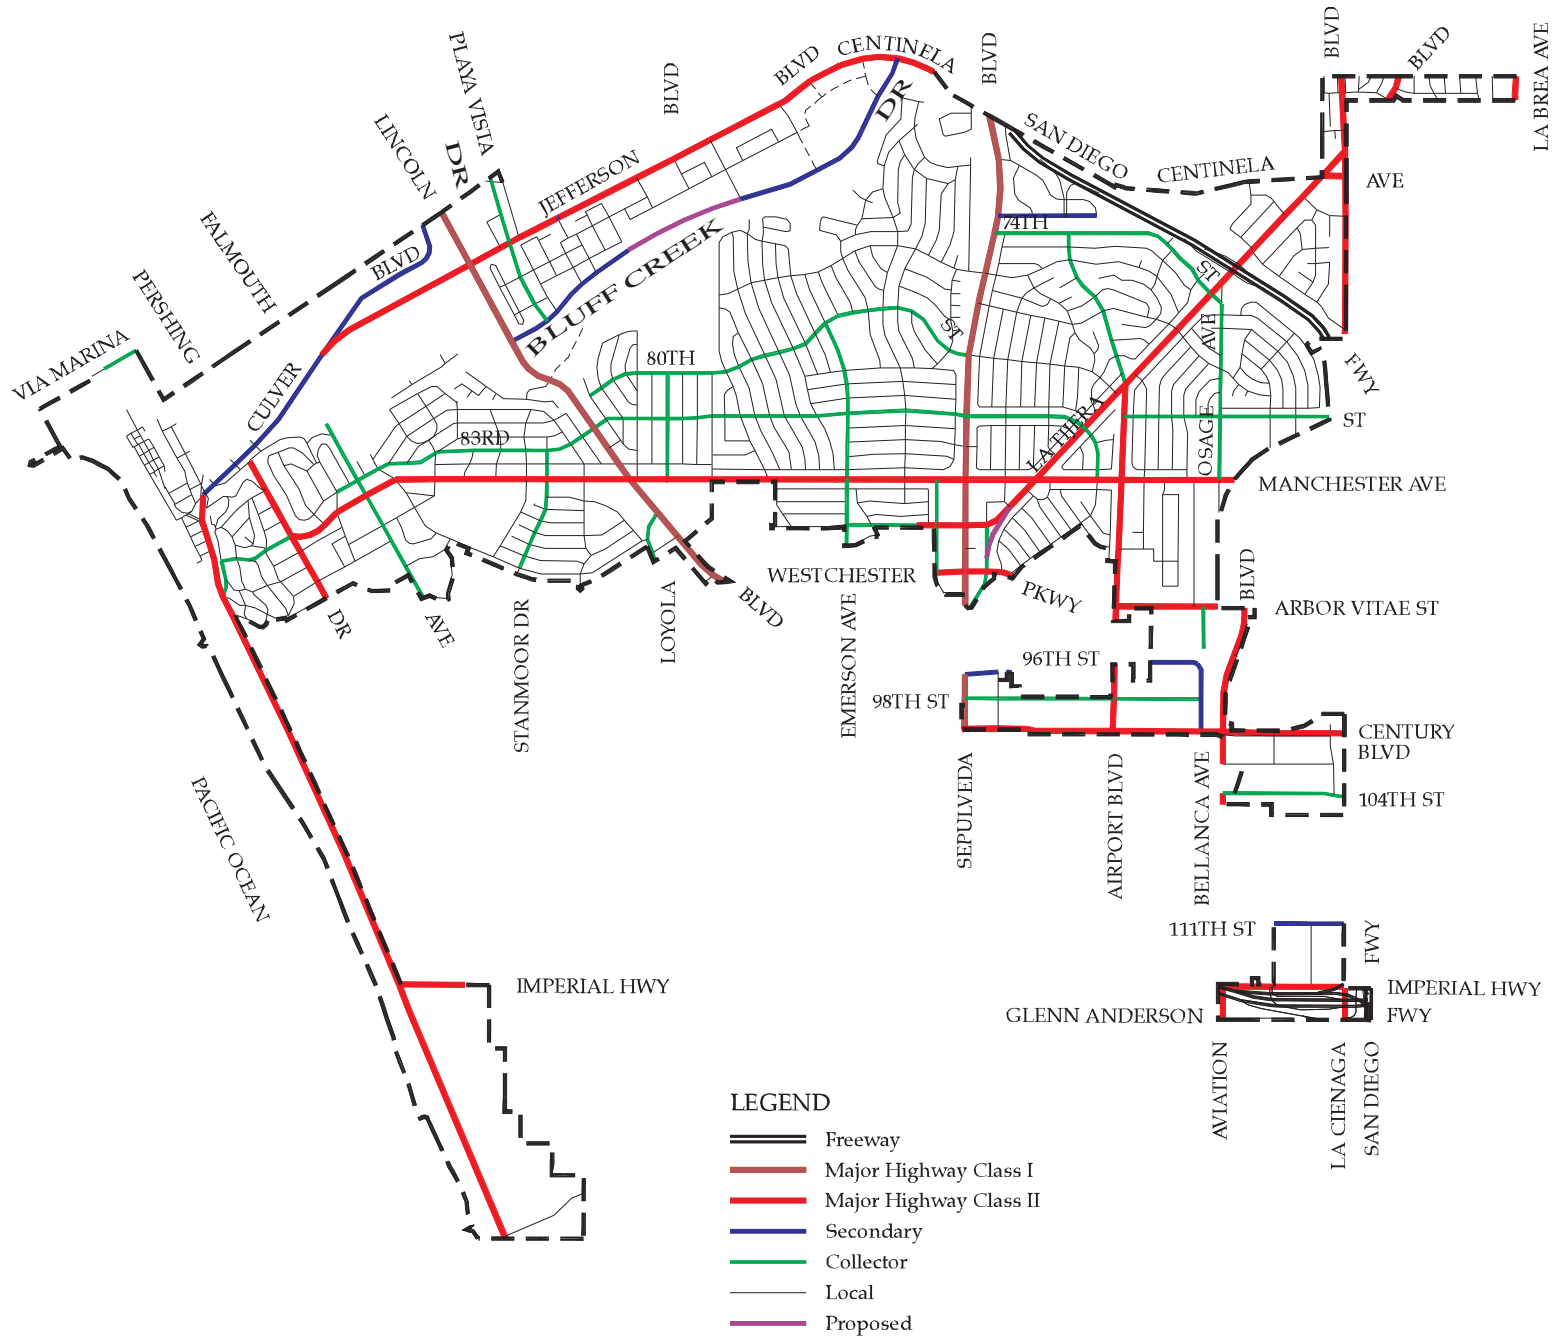 BLVD
BLVD
LA BREA AVE
CENTINELA
BLVD
BLVD
BLVD
PLAYA VISTA
DR
LINCOLN
DR
SAN DIEGO
CENTINELA
AVE
JEFFERSON
FALMOUTH
BLVD
74TH
ST
BLUFF CREEK
PERSHING
VIA MARINA
CULVER
80TH
ST
AVE
FWY
83RD
LA TIJERA
OSAGE
ST
MANCHESTER AVE
WESTCHESTER
PKWY
BLVD
ARBOR VITAE ST
DR
AVE
STANMOOR DR
LOYOLA
BLVD
EMERSON AVE
96TH ST
98TH ST
CENTURY
BLVD
104TH ST
SEPULVEDA
AIRPORT BLVD
BELLANCA AVE
PACIFIC OCEAN
111TH ST
FWY
IMPERIAL HWY
IMPERIAL HWY
GLENN ANDERSON
FWY
AVIATION
LA CIENAGA
SAN DIEGO
LEGEND
Freeway
Major Highway Class I
Major Highway Class II
Secondary
Collector
Local
Proposed